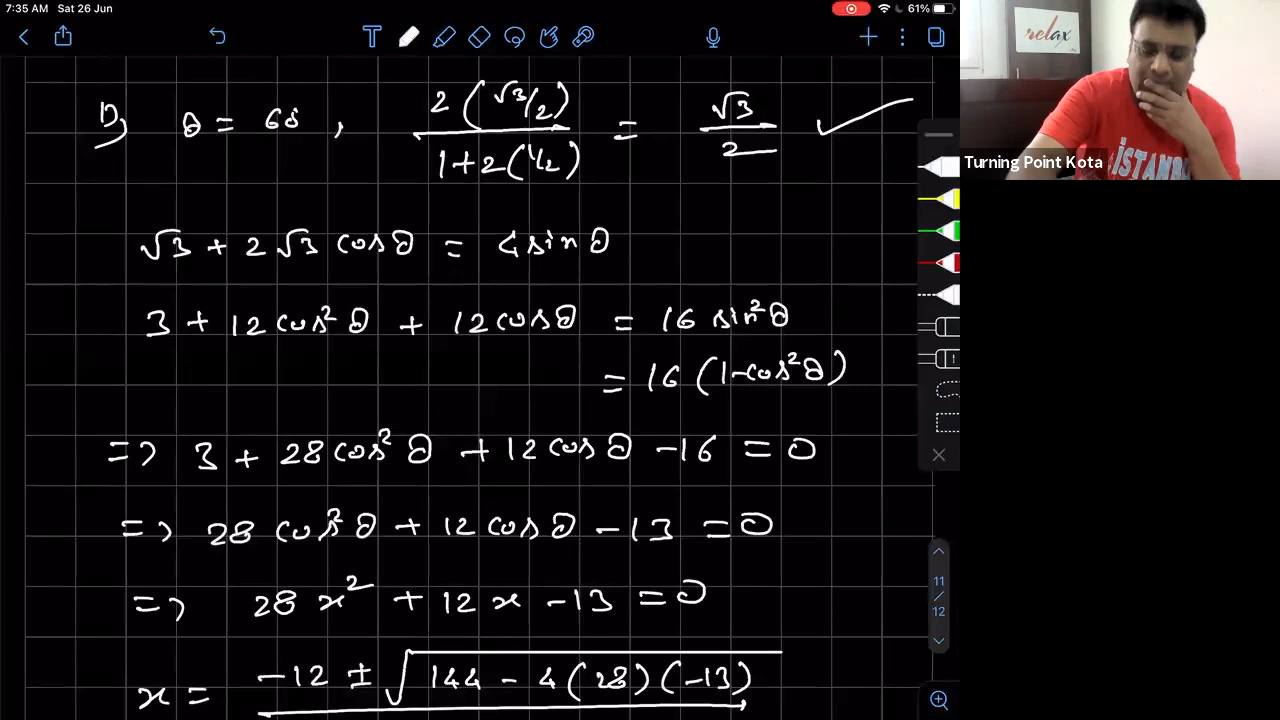 7:35 AM Sat 26 Jun
61%
relax
D) θ = 60°, 2(√3/2) / 1+2(1/2) = √3/2 ✓
İSTANBUL
Turning Point Kota
√3 + 2√3 cosθ = 4 sinθ
3 + 12 cos²θ + 12 cosθ = 16 sin²θ
= 16 (1-cos²θ)
=> 3 + 28 cos²θ + 12 cosθ - 16 = 0
=> 28 cos²θ + 12 cosθ - 13 = 0
11
/
12
=> 28 x² + 12x - 13 = 0
x = -12 ± √144 - 4(28)(-13)